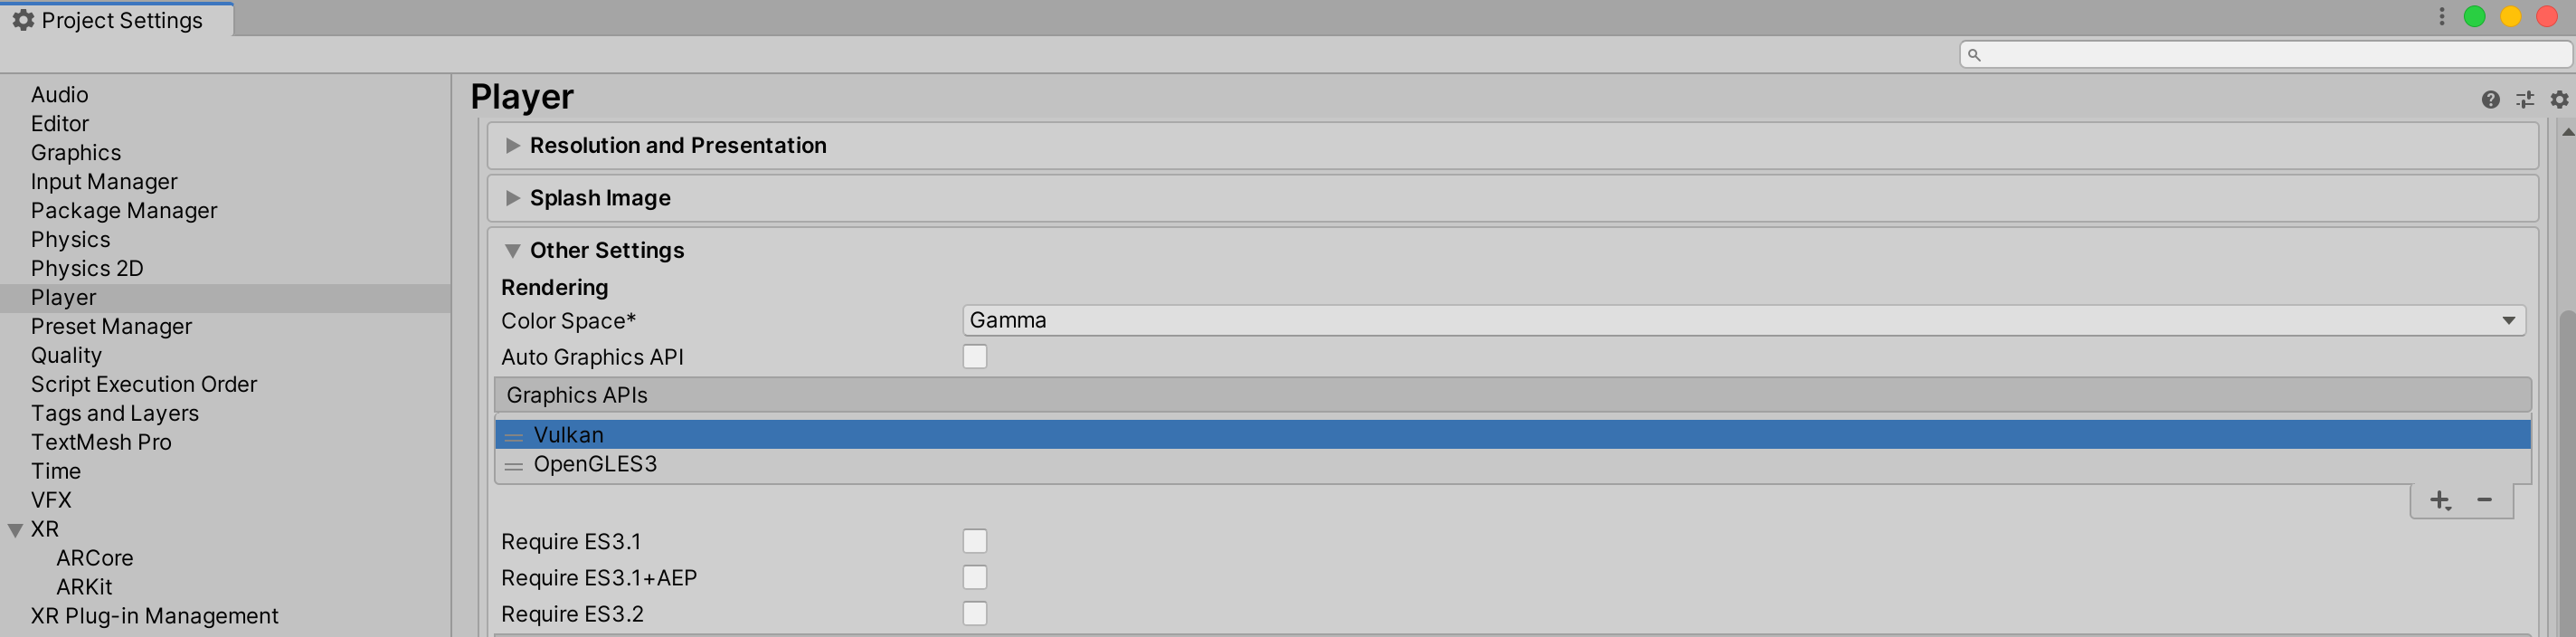 Project Settings
Audio
Editor
Graphics
Input Manager
Package Manager
Physics
Physics 2D
Player
Preset Manager
Quality
Script Execution Order
Tags and Layers
TextMesh Pro
Time
VFX
XR
ARCore
ARKit
XR Plug-in Management
Player
Resolution and Presentation
Splash Image
Other Settings
Rendering
Color Space* Gamma
Auto Graphics API
Graphics APIs
Vulkan
OpenGLES3
Require ES3.1
Require ES3.1+AEP
Require ES3.2